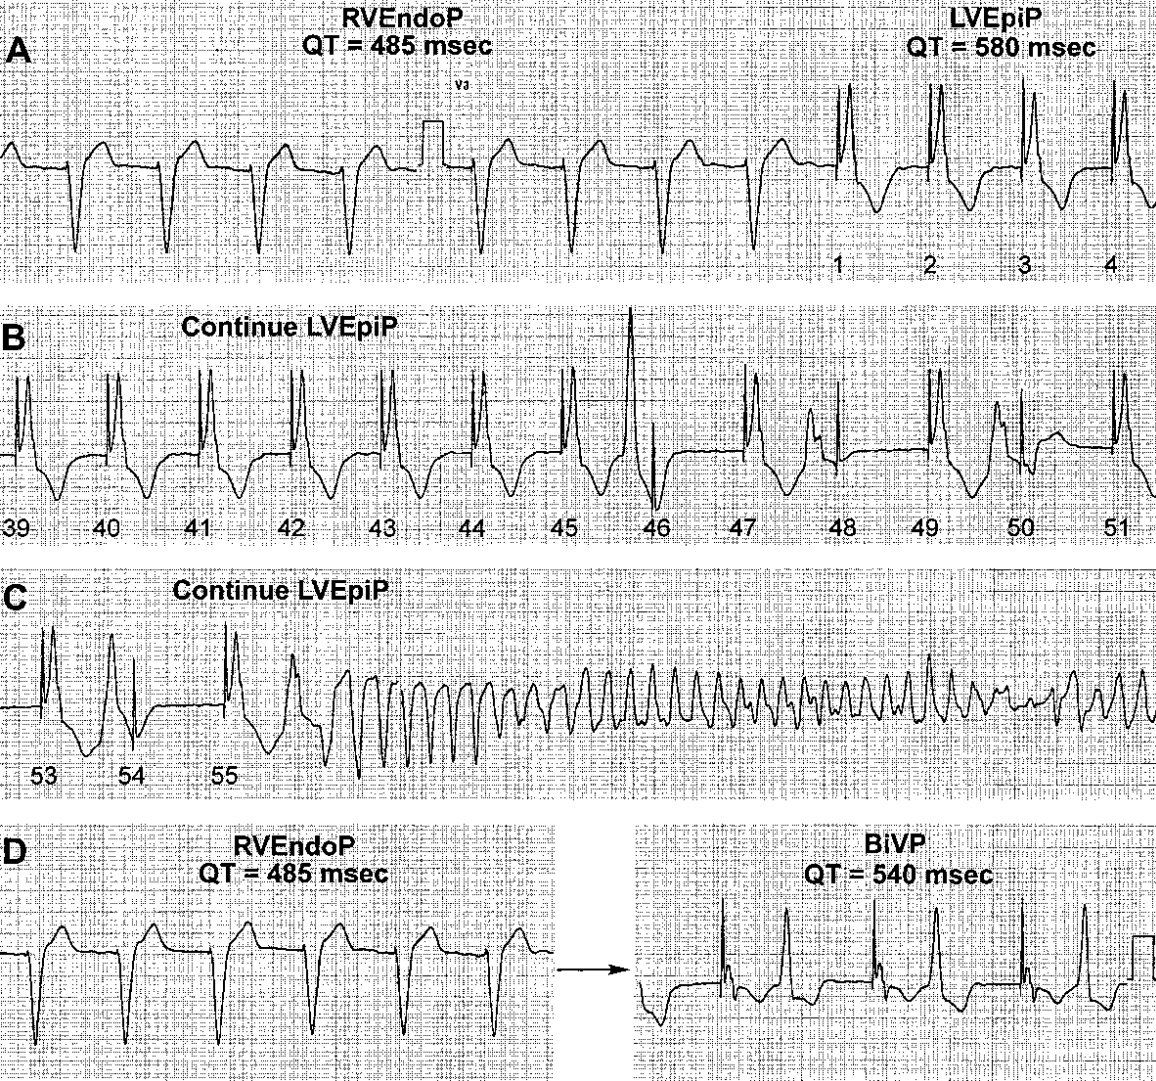 A
RVEndoP
QT = 485 msec
LVEpiP
QT = 580 msec
V3
1 2 3 4
B
Continue LVEpiP
39 40 41 42 43 44 45 46 47 48 49 50 51
C
Continue LVEpiP
53 54 55
D
RVEndoP
QT = 485 msec
BiVP
QT = 540 msec